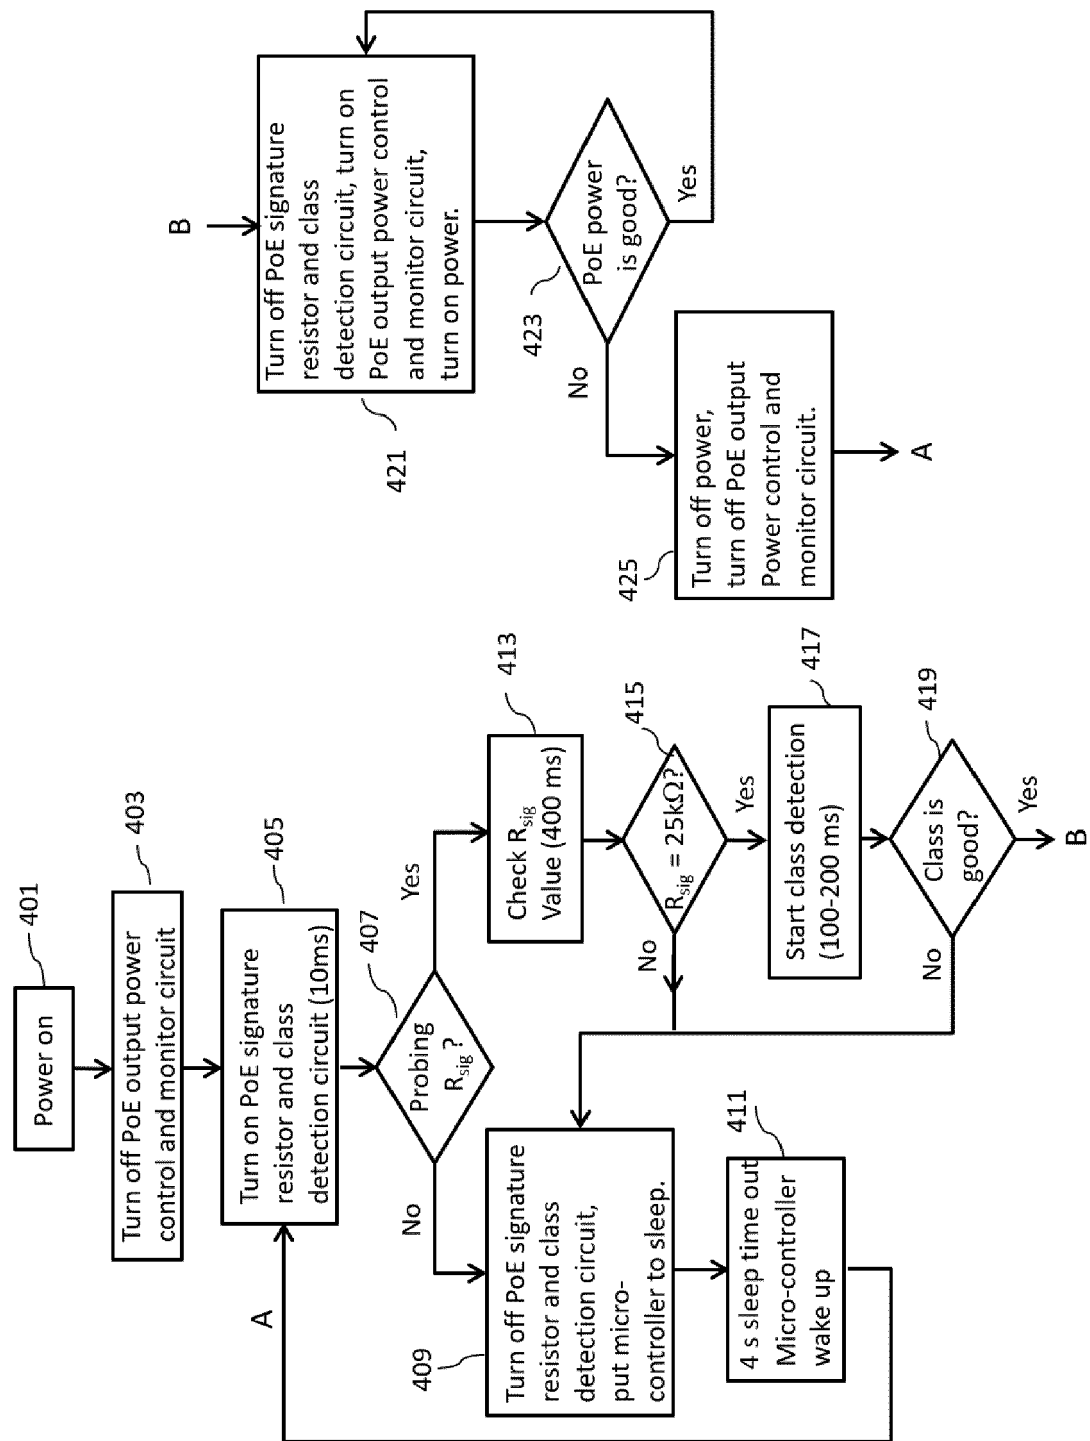 401
Power on
403
Turn off PoE output power
control and monitor circuit
405
Turn on PoE signature
resistor and class
detection circuit (10ms)
A
407
Probing
Rsig ?
No
Yes
409
Turn off PoE signature
resistor and class
detection circuit,
put micro-
controller to sleep.
411
4 s sleep time out
Micro-controller
wake up
413
Check Rsig
Value (400 ms)
415
Rsig = 25kΩ?
No
Yes
417
Start class detection
(100-200 ms)
419
Class is
good?
No
Yes
B
B
Turn off PoE signature
resistor and class
detection circuit, turn on
PoE output power control
and monitor circuit,
turn on power.
421
423
PoE power
is good?
No
Yes
425
Turn off power,
turn off PoE output
Power control and
monitor circuit.
A